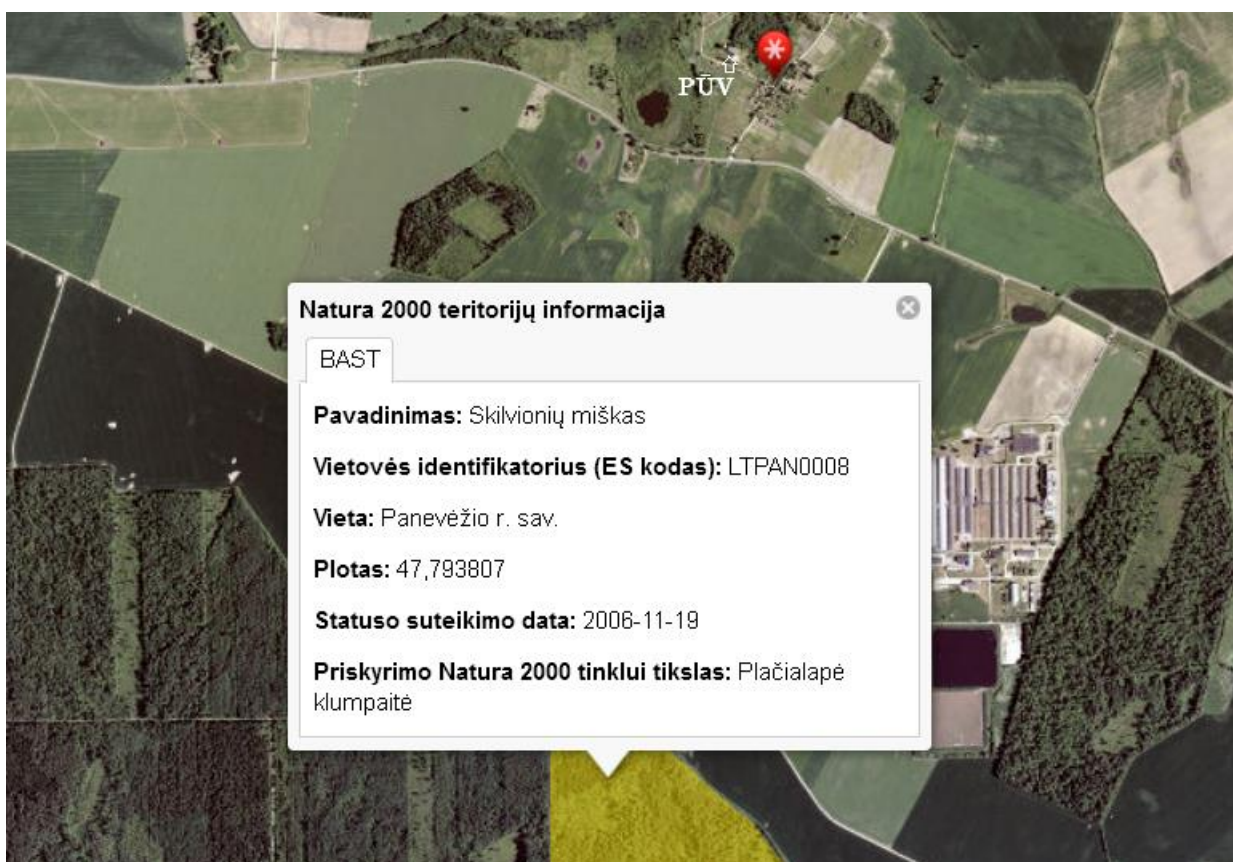 PŪV
Natura 2000 teritorijų informacija
BAST
Pavadinimas: Skilvionių miškas
Vietovės identifikatorius (ES kodas): LTPAN0008
Vieta: Panevėžio r. sav.
Plotas: 47,793807
Statuso suteikimo data: 2006-11-19
Priskyrimo Natura 2000 tinklui tikslas: Plačialapė
klumpaitė